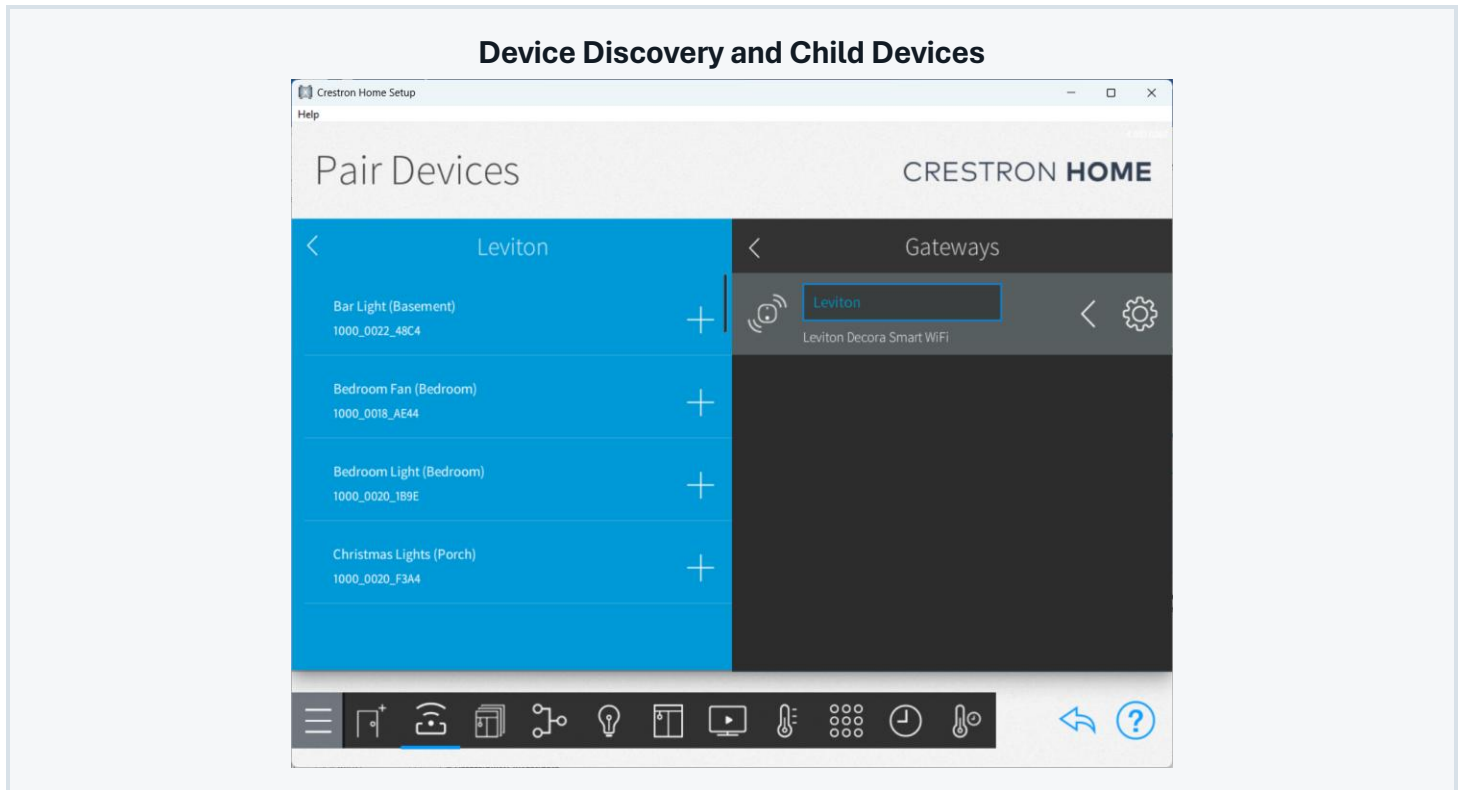 Device Discovery and Child Devices
Crestron Home Setup
Help
Pair Devices
CRESTRON HOME
Leviton
Bar Light (Basement)
1000_0022_48C4
Bedroom Fan (Bedroom)
1000_0018_AE44
Bedroom Light (Bedroom)
1000_0020_1B9E
Christmas Lights (Porch)
1000_0020_F3A4
Gateways
Leviton
Leviton Decora Smart WiFi
?